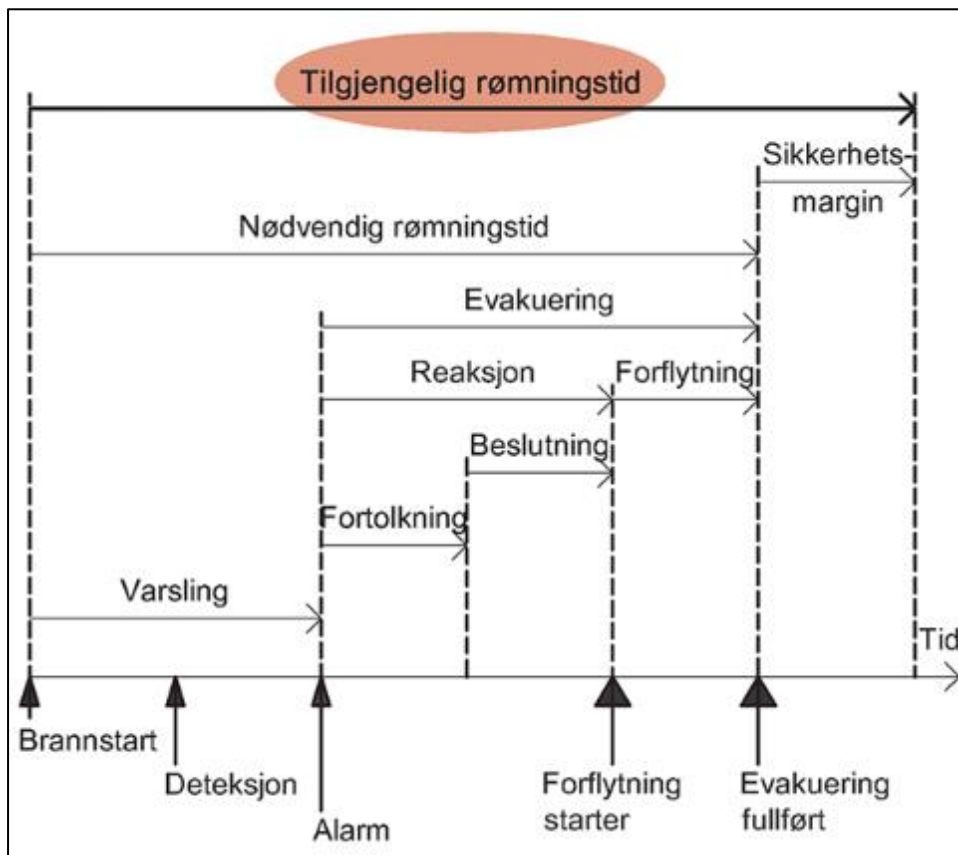 Tilgjengelig rømningstid
Sikkerhets-
margin
Nødvendig rømningstid
Evakuering
Reaksjon
Forflytning
Beslutning
Fortolkning
Varsling
Tid
Brannstart
Deteksjon
Alarm
Forflytning
starter
Evakuering
fullført